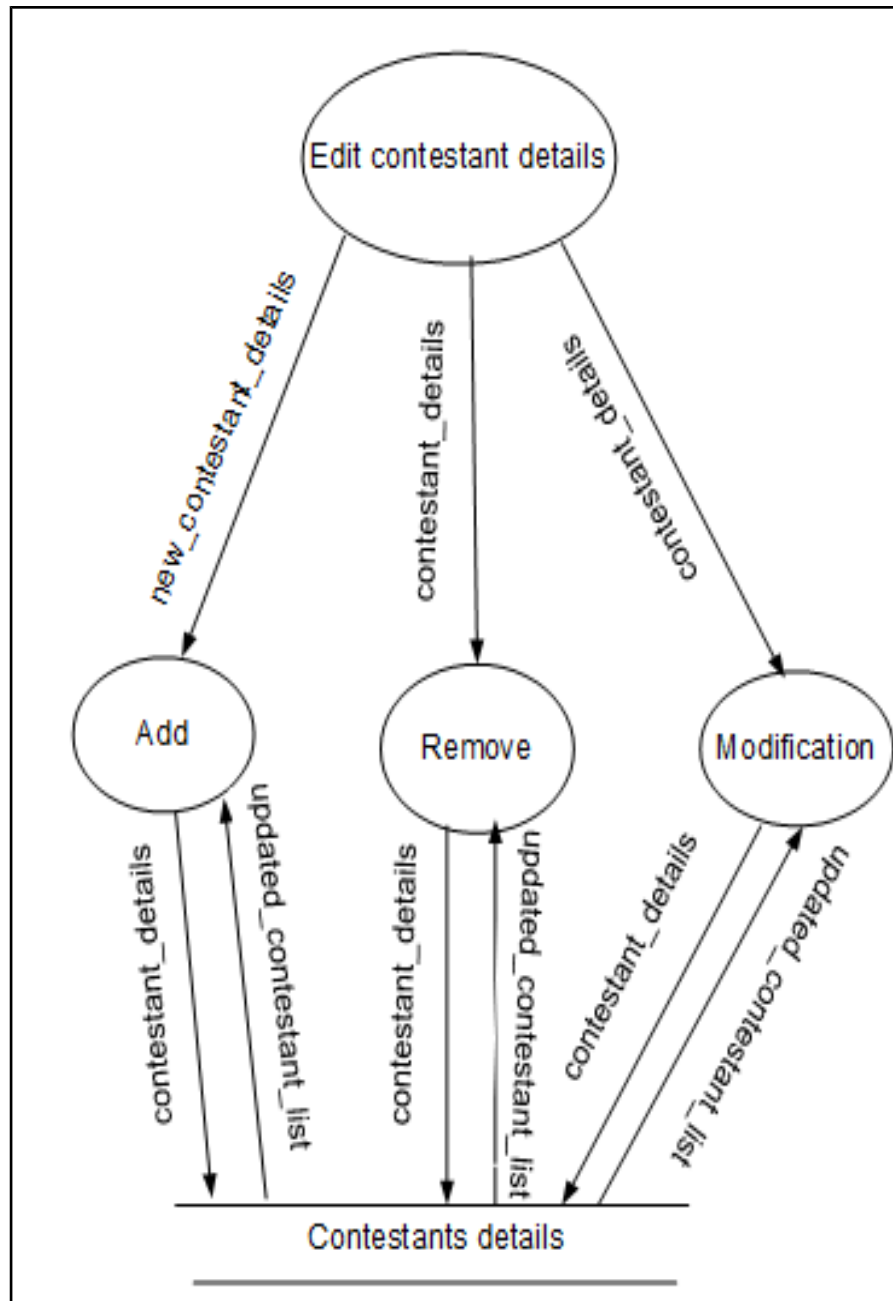 Edit contestant details
new_contestant_details
contestant_details
contestant_details
Add
Remove
Modification
contestant_details
updated_contestant_list
contestant_details
updated_contestant_list
contestant_details
updated_contestant_list
Contestants details